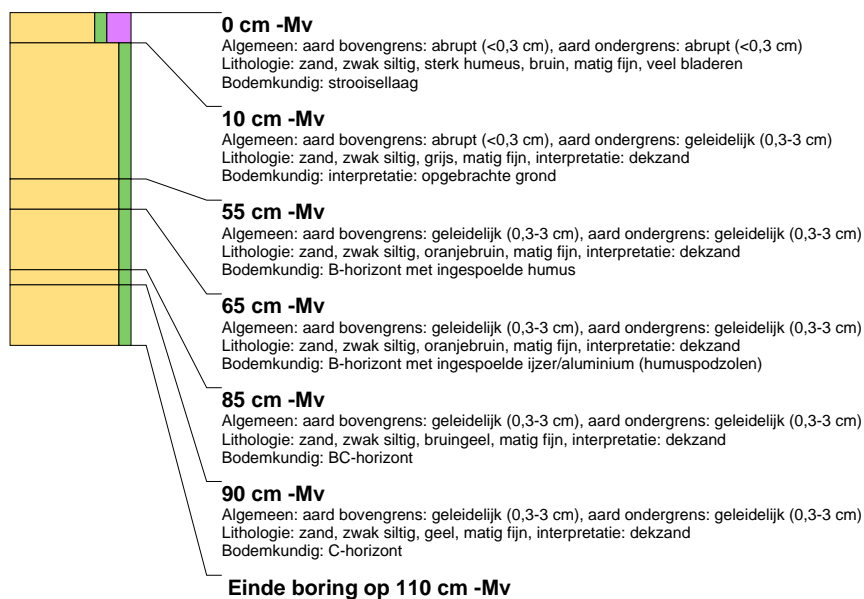 0 cm -Mv
Algemeen: aard bovengrens: abrupt (<0,3 cm), aard ondergrens: abrupt (<0,3 cm)
Lithologie: zand, zwak siltig, sterk humeus, bruin, matig fijn, veel bladeren
Bodemkundig: strooisellaag
10 cm -Mv
Algemeen: aard bovengrens: abrupt (<0,3 cm), aard ondergrens: geleidelijk (0,3-3 cm)
Lithologie: zand, zwak siltig, grijs, matig fijn, interpretatie: dekzand
Bodemkundig: interpretatie: opgebrachte grond
55 cm -Mv
Algemeen: aard bovengrens: geleidelijk (0,3-3 cm), aard ondergrens: geleidelijk (0,3-3 cm)
Lithologie: zand, zwak siltig, oranjebruin, matig fijn, interpretatie: dekzand
Bodemkundig: B-horizont met ingespoelde humus
65 cm -Mv
Algemeen: aard bovengrens: geleidelijk (0,3-3 cm), aard ondergrens: geleidelijk (0,3-3 cm)
Lithologie: zand, zwak siltig, oranjebruin, matig fijn, interpretatie: dekzand
Bodemkundig: B-horizont met ingespoelde ijzer/aluminium (humuspodzolen)
85 cm -Mv
Algemeen: aard bovengrens: geleidelijk (0,3-3 cm), aard ondergrens: geleidelijk (0,3-3 cm)
Lithologie: zand, zwak siltig, bruingeel, matig fijn, interpretatie: dekzand
Bodemkundig: BC-horizont
90 cm -Mv
Algemeen: aard bovengrens: geleidelijk (0,3-3 cm), aard ondergrens: geleidelijk (0,3-3 cm)
Lithologie: zand, zwak siltig, geel, matig fijn, interpretatie: dekzand
Bodemkundig: C-horizont
Einde boring op 110 cm -Mv